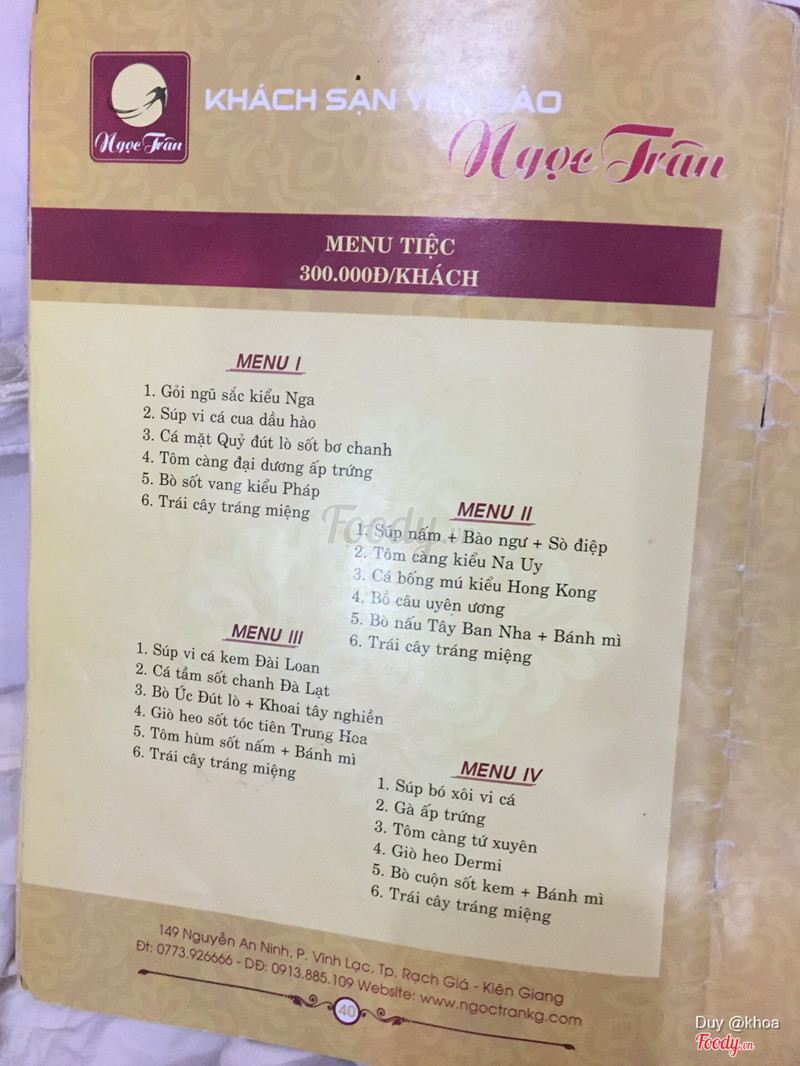 Ngọc Trân
KHÁCH SẠN YẾN SÀO
Ngọc Trân
MENU TIỆC
300.000Đ/KHÁCH
MENU I
1. Gỏi ngũ sắc kiểu Nga
2. Súp vi cá cua dầu hào
3. Cá mặt Quỷ đút lò sốt bơ chanh
4. Tôm càng đại dương ấp trứng
5. Bò sốt vang kiểu Pháp
6. Trái cây tráng miệng
MENU II
1. Súp nấm + Bào ngư + Sò điệp
2. Tôm càng kiểu Na Uy
3. Cá bống mú kiểu Hong Kong
4. Bồ câu uyên ương
5. Bò nấu Tây Ban Nha + Bánh mì
6. Trái cây tráng miệng
MENU III
1. Súp vi cá kem Đài Loan
2. Cá tầm sốt chanh Đà Lạt
3. Bò Úc Đút lò + Khoai tây nghiền
4. Giò heo sốt tóc tiên Trung Hoa
5. Tôm hùm sốt nấm + Bánh mì
6. Trái cây tráng miệng
MENU IV
1. Súp bó xôi vi cá
2. Gà ấp trứng
3. Tôm càng tứ xuyên
4. Giò heo Dermi
5. Bò cuộn sốt kem + Bánh mì
6. Trái cây tráng miệng
149 Nguyễn An Ninh, P. Vĩnh Lạc, Tp. Rạch Giá - Kiên Giang
Đt: 0773.926666 - DĐ: 0913.885.109 Website: www.ngoctrankg.com
40
Foody.vn
Duy @khoa
Foody.vn